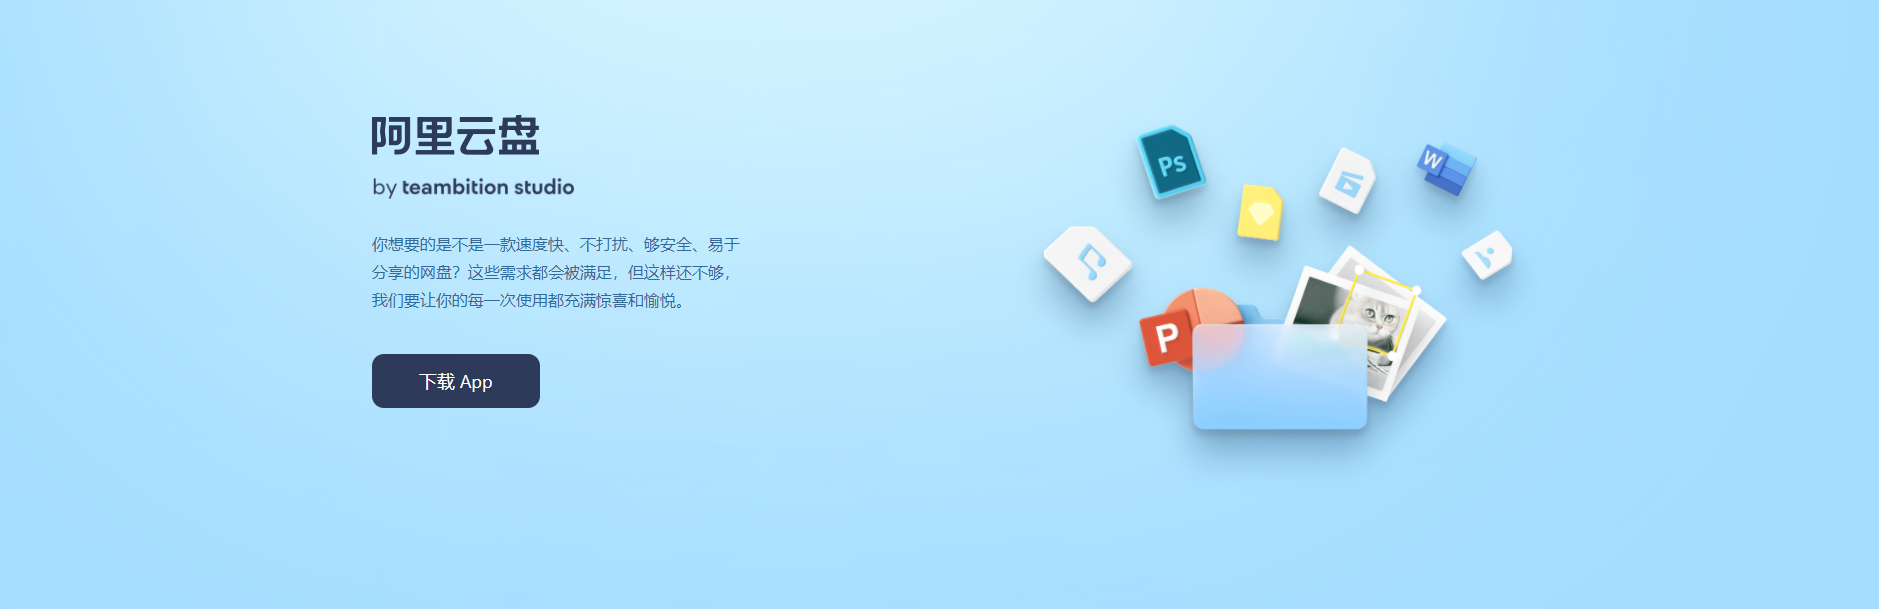 阿里云盘
by teambition studio
你想要的是不是一款速度快、不打扰、够安全、易于
分享的网盘？这些需求都会被满足，但这样还不够，
我们要让你的每一次使用都充满惊喜和愉悦。
下载 App
Ps
W
P